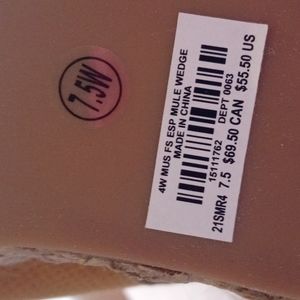 7.5W
4W MUS FS ESP MULE WEDGE
MADE IN CHINA
15111762 DEPT 0063
21SMR4 7.5 $69.50 CAN $55.50 US